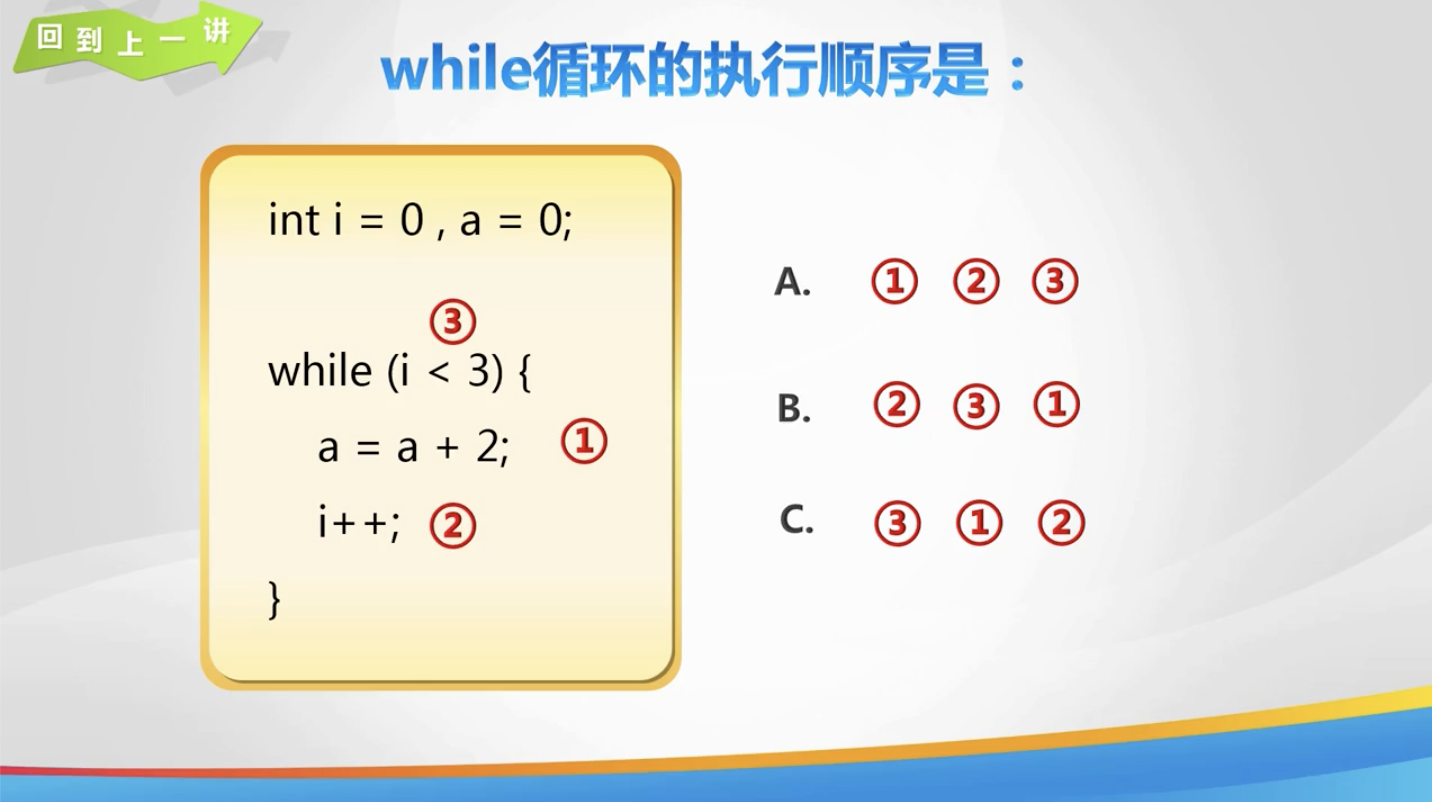 回到上一讲
while循环的执行顺序是：
int i = 0 , a = 0;
③
while (i < 3) {
a = a + 2; ①
i++; ②
}
A. ① ② ③
B. ② ③ ①
C. ③ ① ②